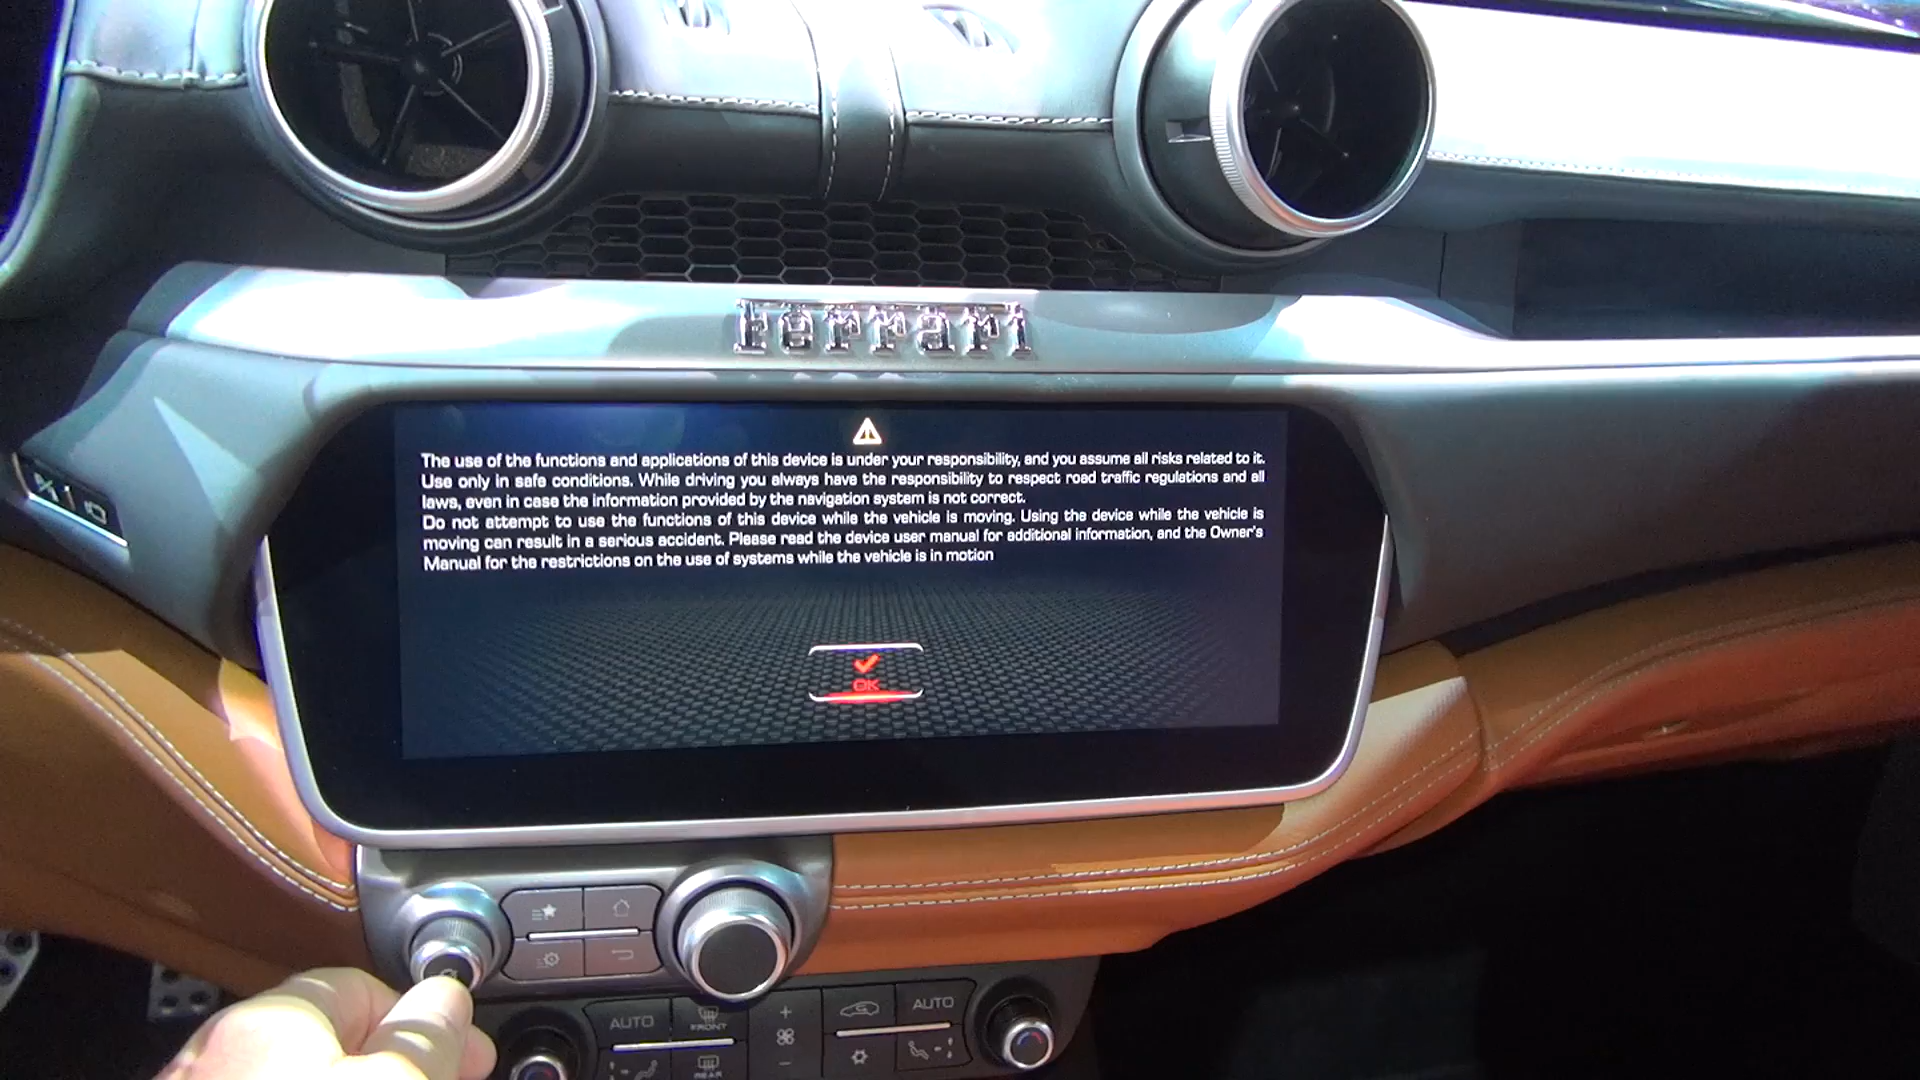 Ferrari
The use of the functions and applications of this device is under your responsibility, and you assume all risks related to it.
Use only in safe conditions. While driving you always have the responsibility to respect road traffic regulations and all
laws, even in case the information provided by the navigation system is not correct.
Do not attempt to use the functions of this device while the vehicle is moving. Using the device while the vehicle is
moving can result in a serious accident. Please read the device user manual for additional information, and the Owner's
Manual for the restrictions on the use of systems while the vehicle is in motion
OK
AUTO
FRONT
AUTO
REAR